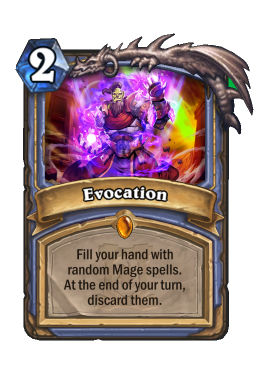 2
Evocation
Fill your hand with
random Mage spells.
At the end of your turn,
discard them.